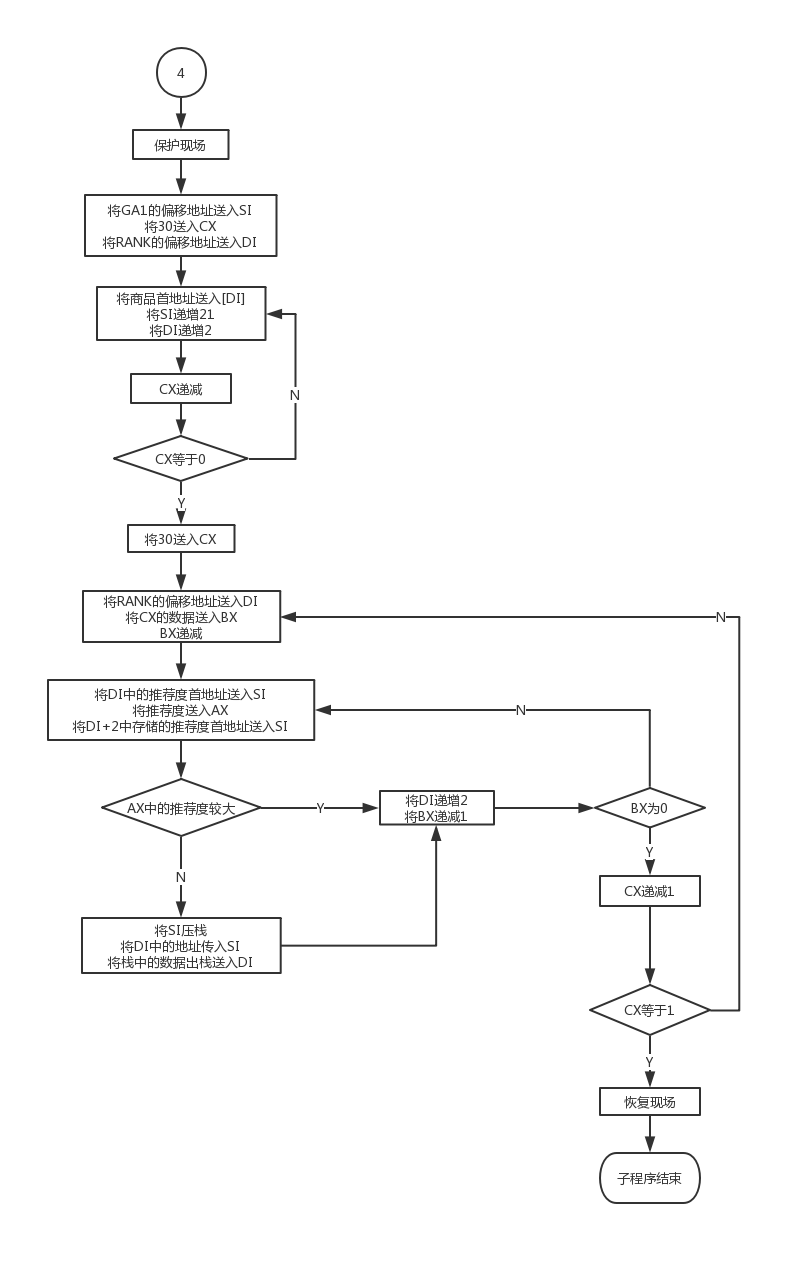 4
保护现场
将GA1的偏移地址送入SI
将30送入CX
将RANK的偏移地址送入DI
将商品首地址送入[DI]
将SI递增21
将DI递增2
CX递减
N
CX等于0
Y
将30送入CX
将RANK的偏移地址送入DI
将CX的数据送入BX
BX递减
N
将DI中的推荐度首地址送入SI
将推荐度送入AX
将DI+2中存储的推荐度首地址送入SI
N
AX中的推荐度较大
Y
将DI递增2
将BX递减1
BX为0
Y
N
CX递减1
将SI压栈
将DI中的地址传入SI
将栈中的数据出栈送入DI
CX等于1
Y
恢复现场
子程序结束